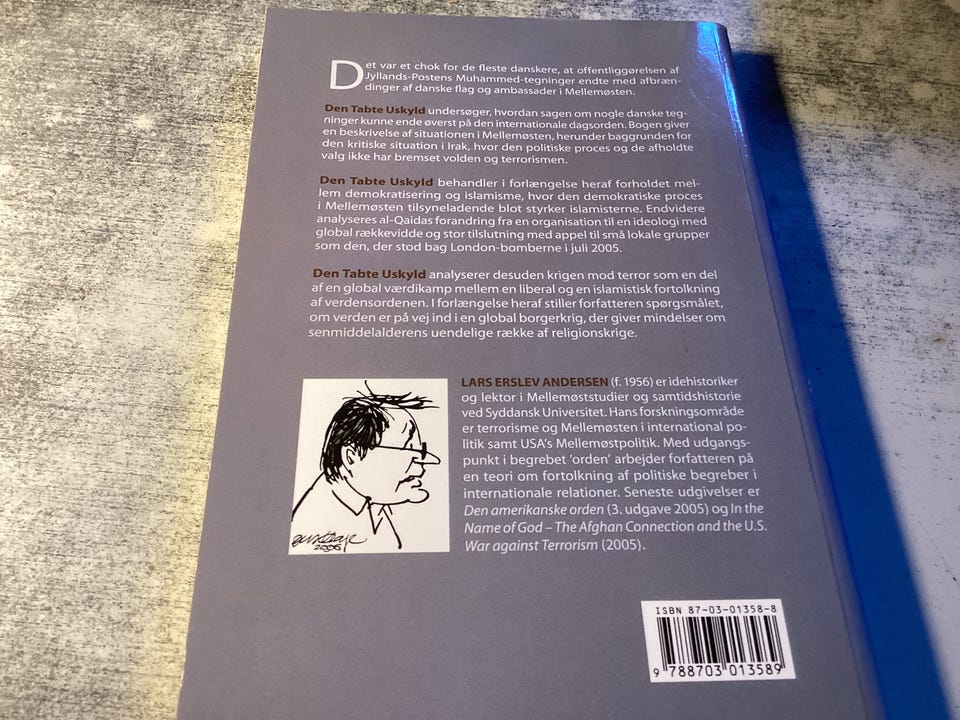 Det var et chok for de fleste danskere, at offentliggørelsen af
Jyllands-Postens Muhammed-tegninger endte med afbræn-
dinger af danske flag og ambassader i Mellemøsten.
Den Tabte Uskyld undersøger, hvordan sagen om nogle danske teg-
ninger kunne ende øverst på den internationale dagsorden. Bogen giver
en beskrivelse af situationen i Mellemøsten, herunder baggrunden for
den kritiske situation i Irak, hvor den politiske proces og de afholdte
valg ikke har bremset volden og terrorismen.
Den Tabte Uskyld behandler i forlængelse heraf forholdet mel-
lem demokratisering og islamisme, hvor den demokratiske proces
i Mellemøsten tilsyneladende blot styrker islamisterne. Endvidere
analyseres al-Qaidas forandring fra en organisation til en ideologi med
global rækkevidde og stor tilslutning med appel til små lokale grupper
som den, der stod bag London-bomberne i juli 2005.
Den Tabte Uskyld analyserer desuden krigen mod terror som en del
af en global værdikamp mellem en liberal og en islamistisk fortolkning
af verdensordenen. I forlængelse heraf stiller forfatteren spørgsmålet,
om verden er på vej ind i en global borgerkrig, der giver mindelser om
senmiddelalderens uendelige række af religionskrige.
LARS ERSLEV ANDERSEN (f. 1956) er idehistoriker
og lektor i Mellemøststudier og samtidshistorie
ved Syddansk Universitet. Hans forskningsområde
er terrorisme og Mellemøsten i international po-
litik samt USA's Mellemøstpolitik. Med udgangs-
punkt i begrebet 'orden' arbejder forfatteren på
en teori om fortolkning af politiske begreber i
internationale relationer. Seneste udgivelser er
Den amerikanske orden (3. udgave 2005) og In the
Name of God – The Afghan Connection and the U.S.
War against Terrorism (2005).
2006
ISBN 87-03-01358-8
9 788703 013589